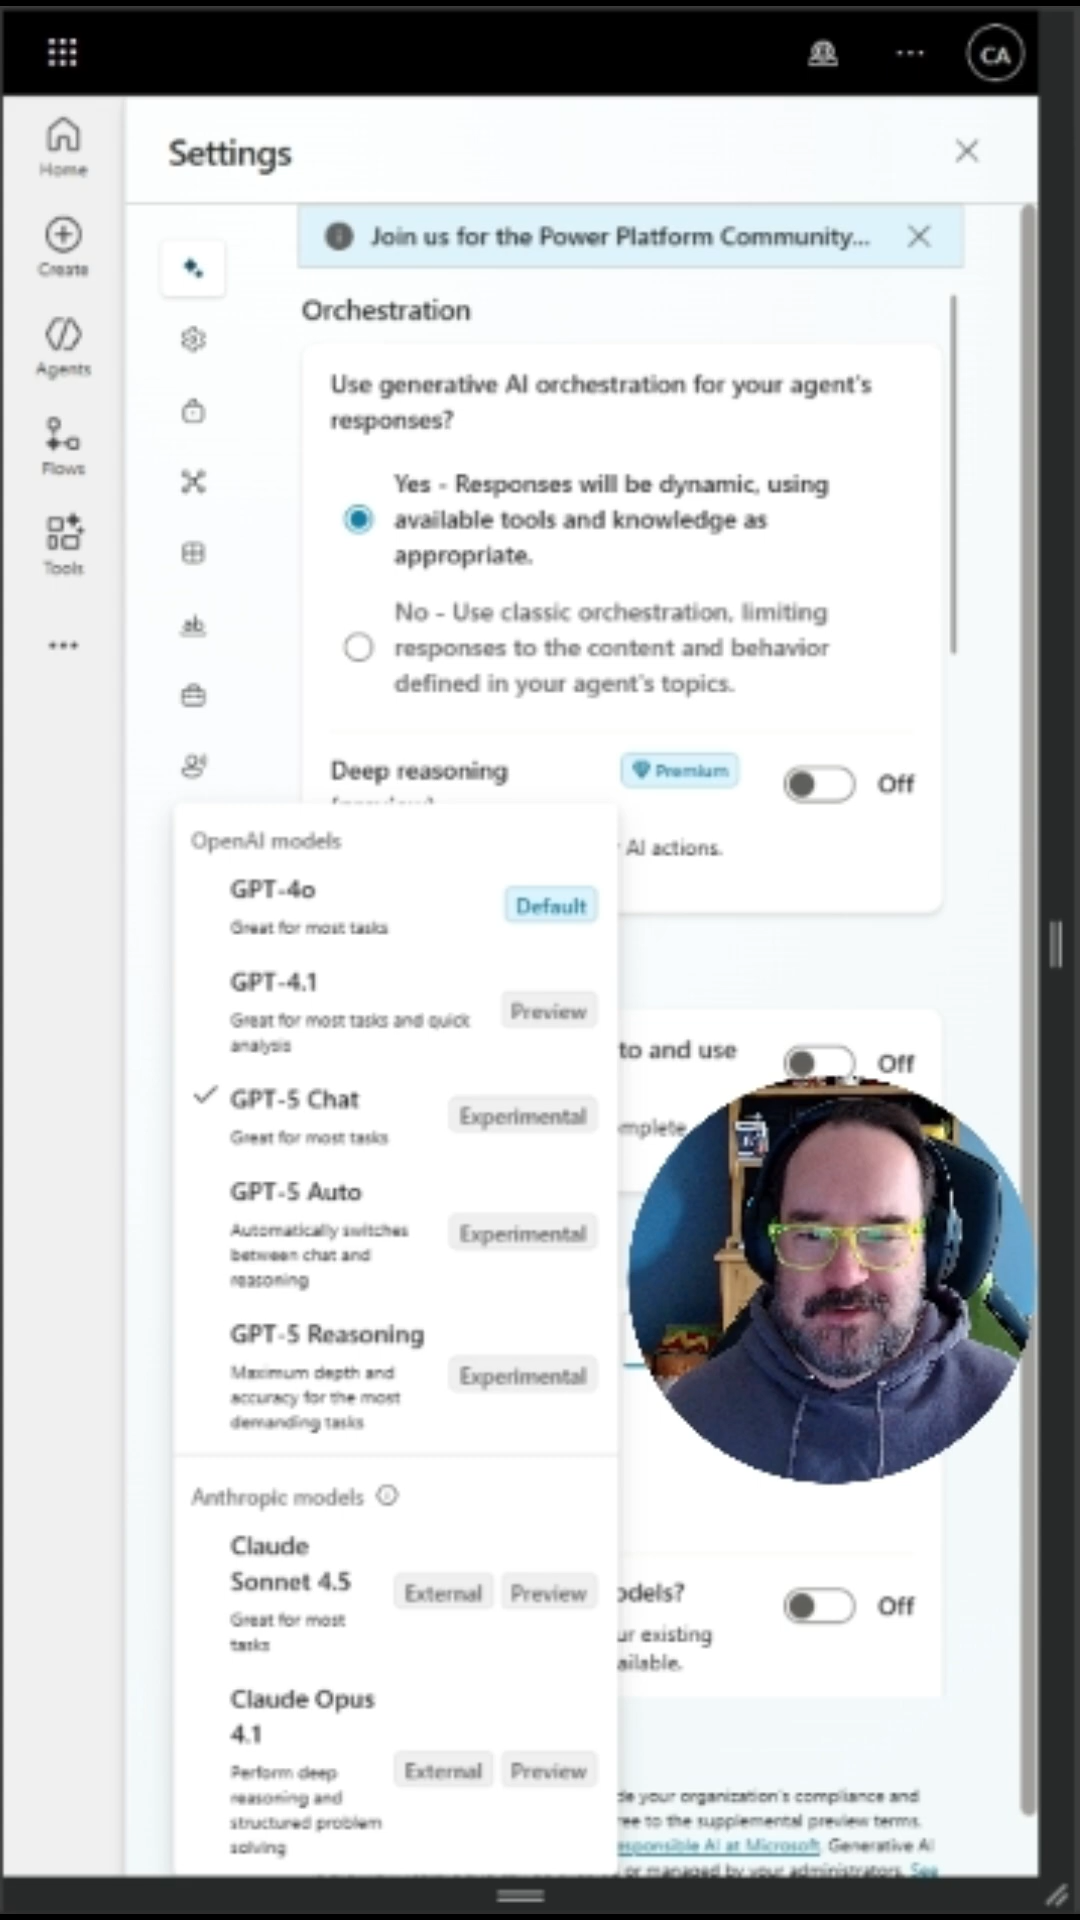 CA
Home
Create
Agents
Flows
Tools
Settings
Join us for the Power Platform Community...
Orchestration
Use generative AI orchestration for your agent's
responses?
Yes - Responses will be dynamic, using
available tools and knowledge as
appropriate.
No - Use classic orchestration, limiting
responses to the content and behavior
defined in your agent's topics.
Deep reasoning
Premium
Off
AI actions.
OpenAI models
GPT-4o
Great for most tasks
Default
GPT-4.1
Great for most tasks and quick
analysis
Preview
GPT-5 Chat
Great for most tasks
Experimental
GPT-5 Auto
Automatically switches
between chat and
reasoning
Experimental
GPT-5 Reasoning
Maximum depth and
accuracy for the most
demanding tasks
Experimental
to and use
Off
mplete
Anthropic models
Claude
Sonnet 4.5
Great for most
tasks
External
Preview
Claude Opus
4.1
Perform deep
reasoning and
structured problem
solving
External
Preview
odels?
Off
ur existing
ailable.
de your organization's compliance and
ree to the supplemental preview terms.
esponsible AI at Microsoft. Generative AI
or managed by your administrators. See